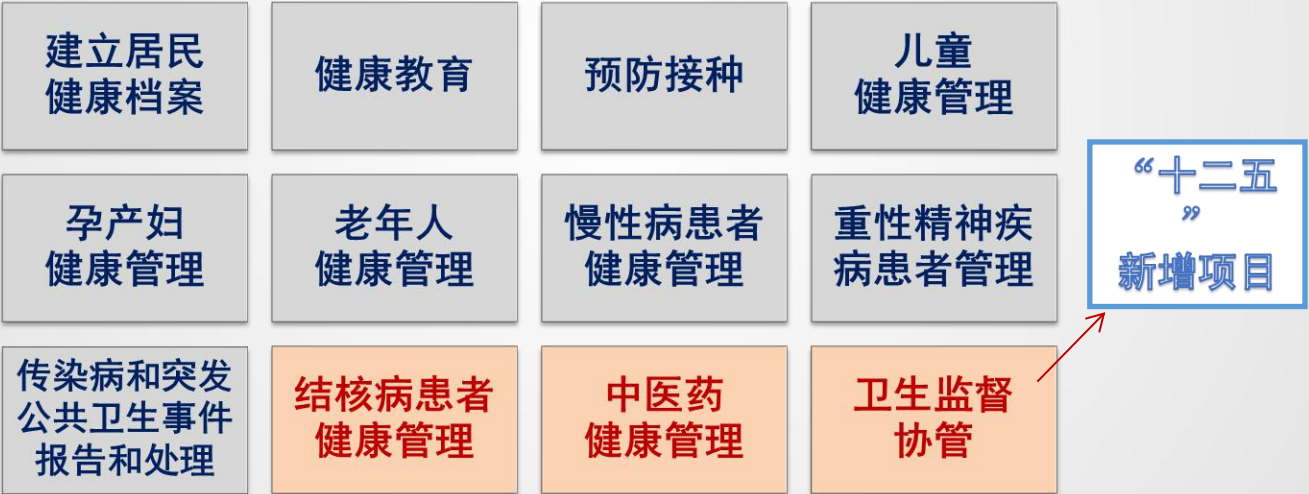 建立居民
健康档案
健康教育
预防接种
儿童
健康管理
孕产妇
健康管理
老年人
健康管理
慢性病患者
健康管理
重性精神疾
病患者管理
“十二五
”
新增项目
传染病和突发
公共卫生事件
报告和处理
结核病患者
健康管理
中医药
健康管理
卫生监督
协管